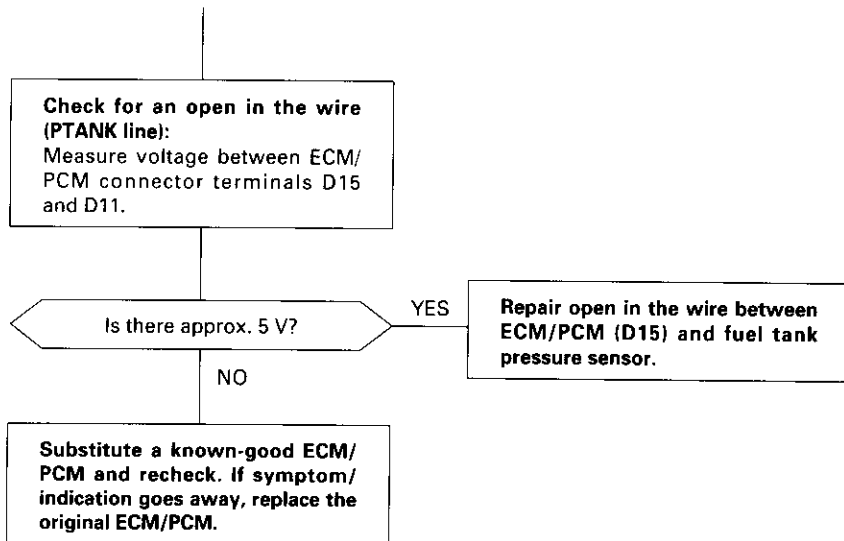 Check for an open in the wire
(PTANK line):
Measure voltage between ECM/
PCM connector terminals D15
and D11.
Is there approx. 5 V?
YES
Repair open in the wire between
ECM/PCM (D15) and fuel tank
pressure sensor.
NO
Substitute a known-good ECM/
PCM and recheck. If symptom/
indication goes away, replace the
original ECM/PCM.